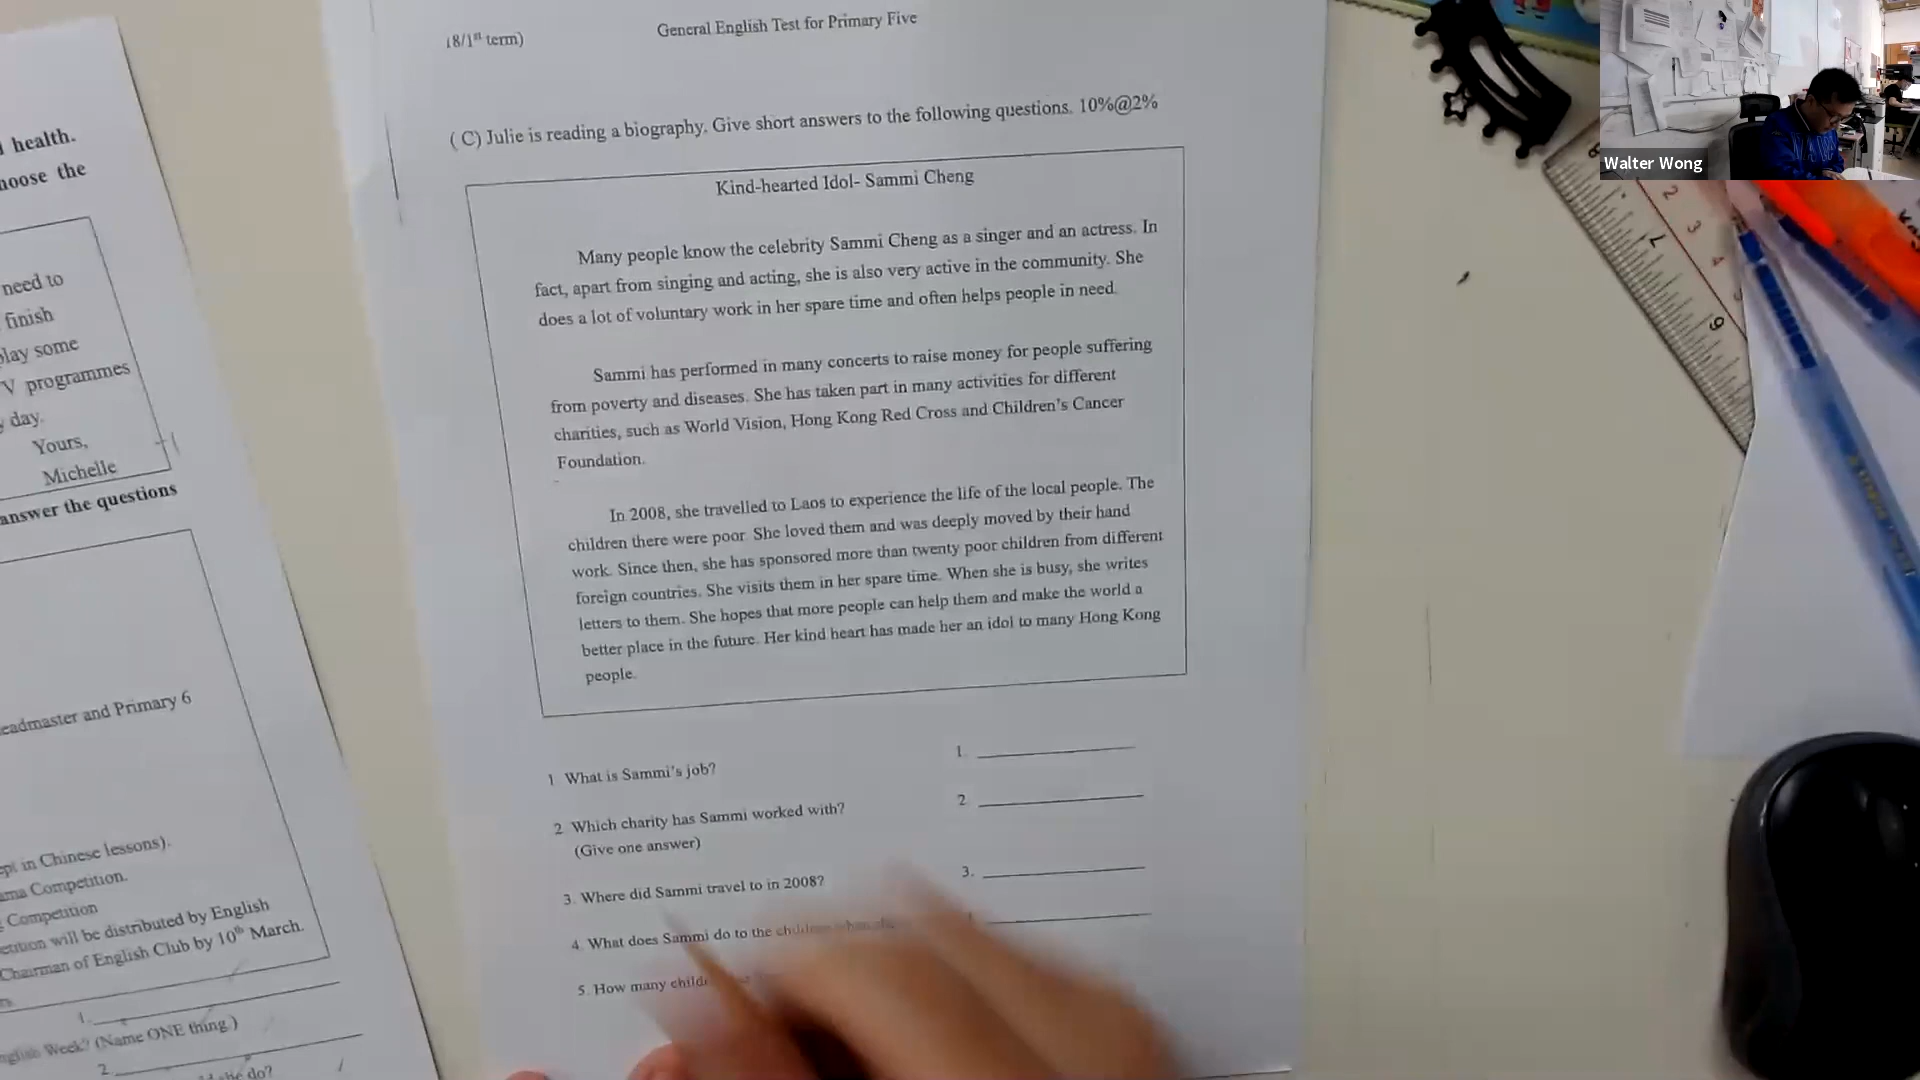 18/1st term)
General English Test for Primary Five
( C) Julie is reading a biography. Give short answers to the following questions. 10%@2%
Kind-hearted Idol- Sammi Cheng
Many people know the celebrity Sammi Cheng as a singer and an actress. In
fact, apart from singing and acting, she is also very active in the community. She
does a lot of voluntary work in her spare time and often helps people in need.
Sammi has performed in many concerts to raise money for people suffering
from poverty and diseases. She has taken part in many activities for different
charities, such as World Vision, Hong Kong Red Cross and Children's Cancer
Foundation.
In 2008, she travelled to Laos to experience the life of the local people. The
children there were poor. She loved them and was deeply moved by their hand
work. Since then, she has sponsored more than twenty poor children from different
foreign countries. She visits them in her spare time. When she is busy, she writes
letters to them. She hopes that more people can help them and make the world a
better place in the future. Her kind heart has made her an idol to many Hong Kong
people.
1 What is Sammi's job?
1.
2 Which charity has Sammi worked with?
(Give one answer)
2
3. Where did Sammi travel to in 2008?
3.
4. What does Sammi do to the children when she
5. How many
health.
hoose the
need to
finish
play some
V programmes
day.
Yours,
Michelle
answer the questions
eadmaster and Primary 6
ept in Chinese lessons).
ama Competition.
Competition
etition will be distributed by English
Chairman of English Club by 10th March.
1.
nglish Week? (Name ONE thing.)
2.
she do?
Walter Wong